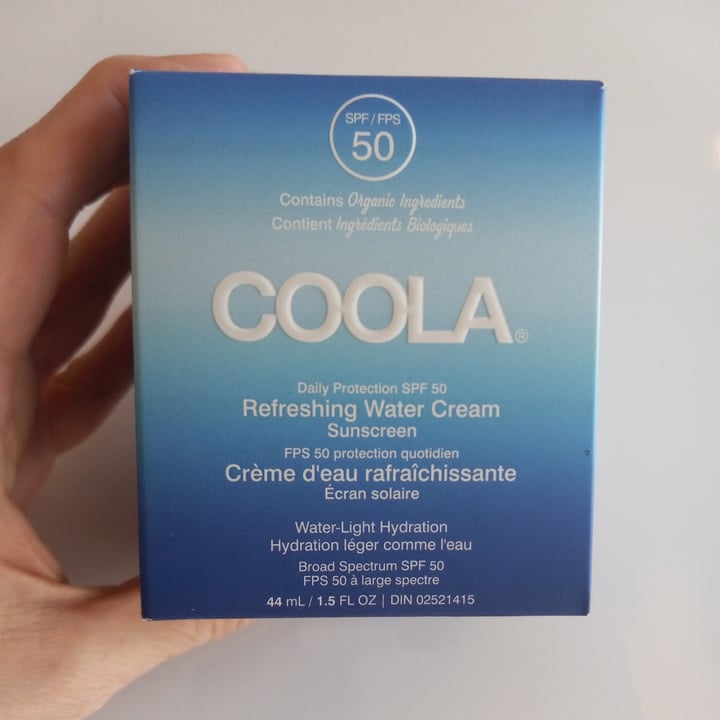 SPF / FPS
50
Contains Organic Ingredients
Contient Ingrédients Biologiques
COOLA®
Daily Protection SPF 50
Refreshing Water Cream
Sunscreen
FPS 50 protection quotidien
Crème d'eau rafraîchissante
Écran solaire
Water-Light Hydration
Hydration léger comme l'eau
Broad Spectrum SPF 50
FPS 50 à large spectre
44 mL / 1.5 FL OZ | DIN 02521415